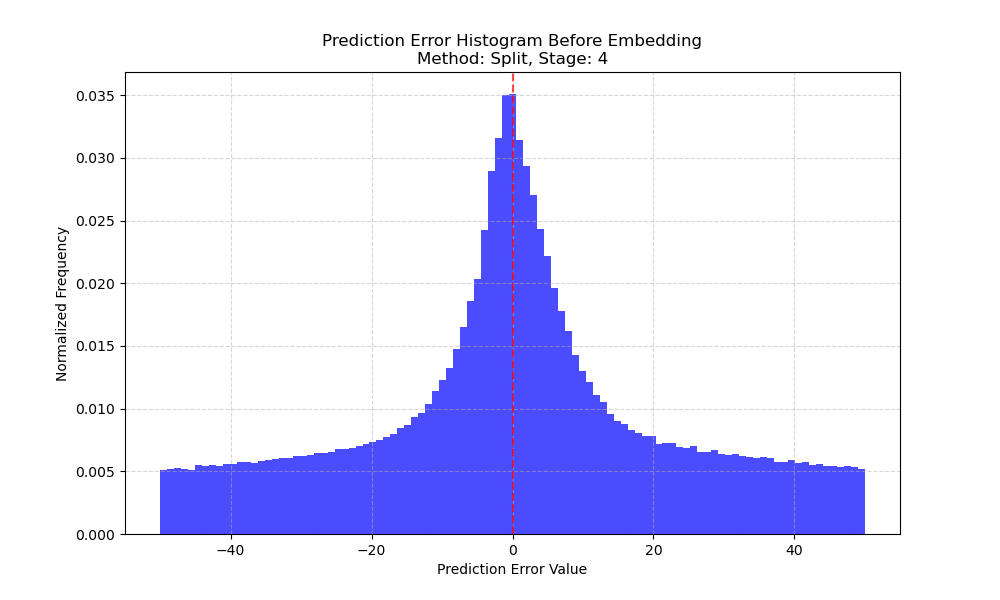 Prediction Error Histogram Before Embedding
Method: Split, Stage: 4
Normalized Frequency
0.035
0.030
0.025
0.020
0.015
0.010
0.005
0.000
−40 −20 0 20 40
Prediction Error Value